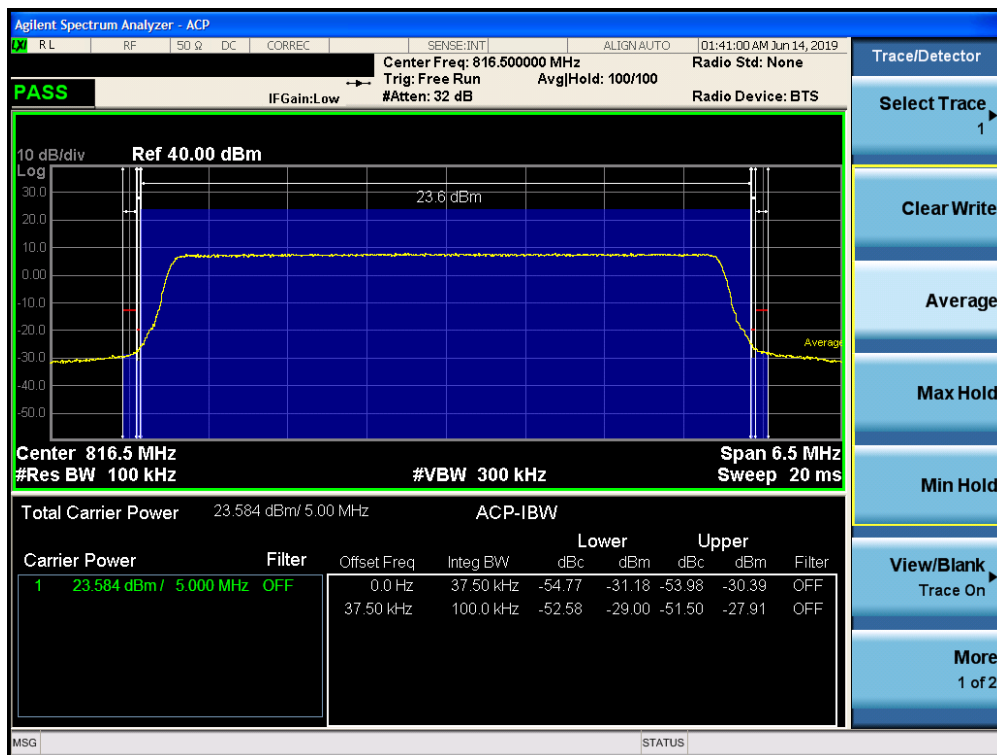 Agilent Spectrum Analyzer - ACP
LXI RL RF 50 Ω DC CORREC SENSE:INT ALIGN AUTO 01:41:00 AM Jun 14, 2019
Center Freq: 816.500000 MHz Radio Std: None
Trig: Free Run Avg|Hold: 100/100
PASS IFGain:Low #Atten: 32 dB Radio Device: BTS
10 dB/div Ref 40.00 dBm
Log
30.0
23.6 dBm
20.0
10.0
0.00
-10.0
-20.0
Average
-30.0
-40.0
-50.0
Center 816.5 MHz Span 6.5 MHz
#Res BW 100 kHz #VBW 300 kHz Sweep 20 ms
Total Carrier Power 23.584 dBm/ 5.00 MHz ACP-IBW
Lower Upper
Carrier Power Filter Offset Freq Integ BW dBc dBm dBc dBm Filter
1 23.584 dBm / 5.000 MHz OFF 0.0 Hz 37.50 kHz -54.77 -31.18 -53.98 -30.39 OFF
37.50 kHz 100.0 kHz -52.58 -29.00 -51.50 -27.91 OFF
MSG STATUS
Trace/Detector
Select Trace
1
Clear Write
Average
Max Hold
Min Hold
View/Blank
Trace On
More
1 of 2